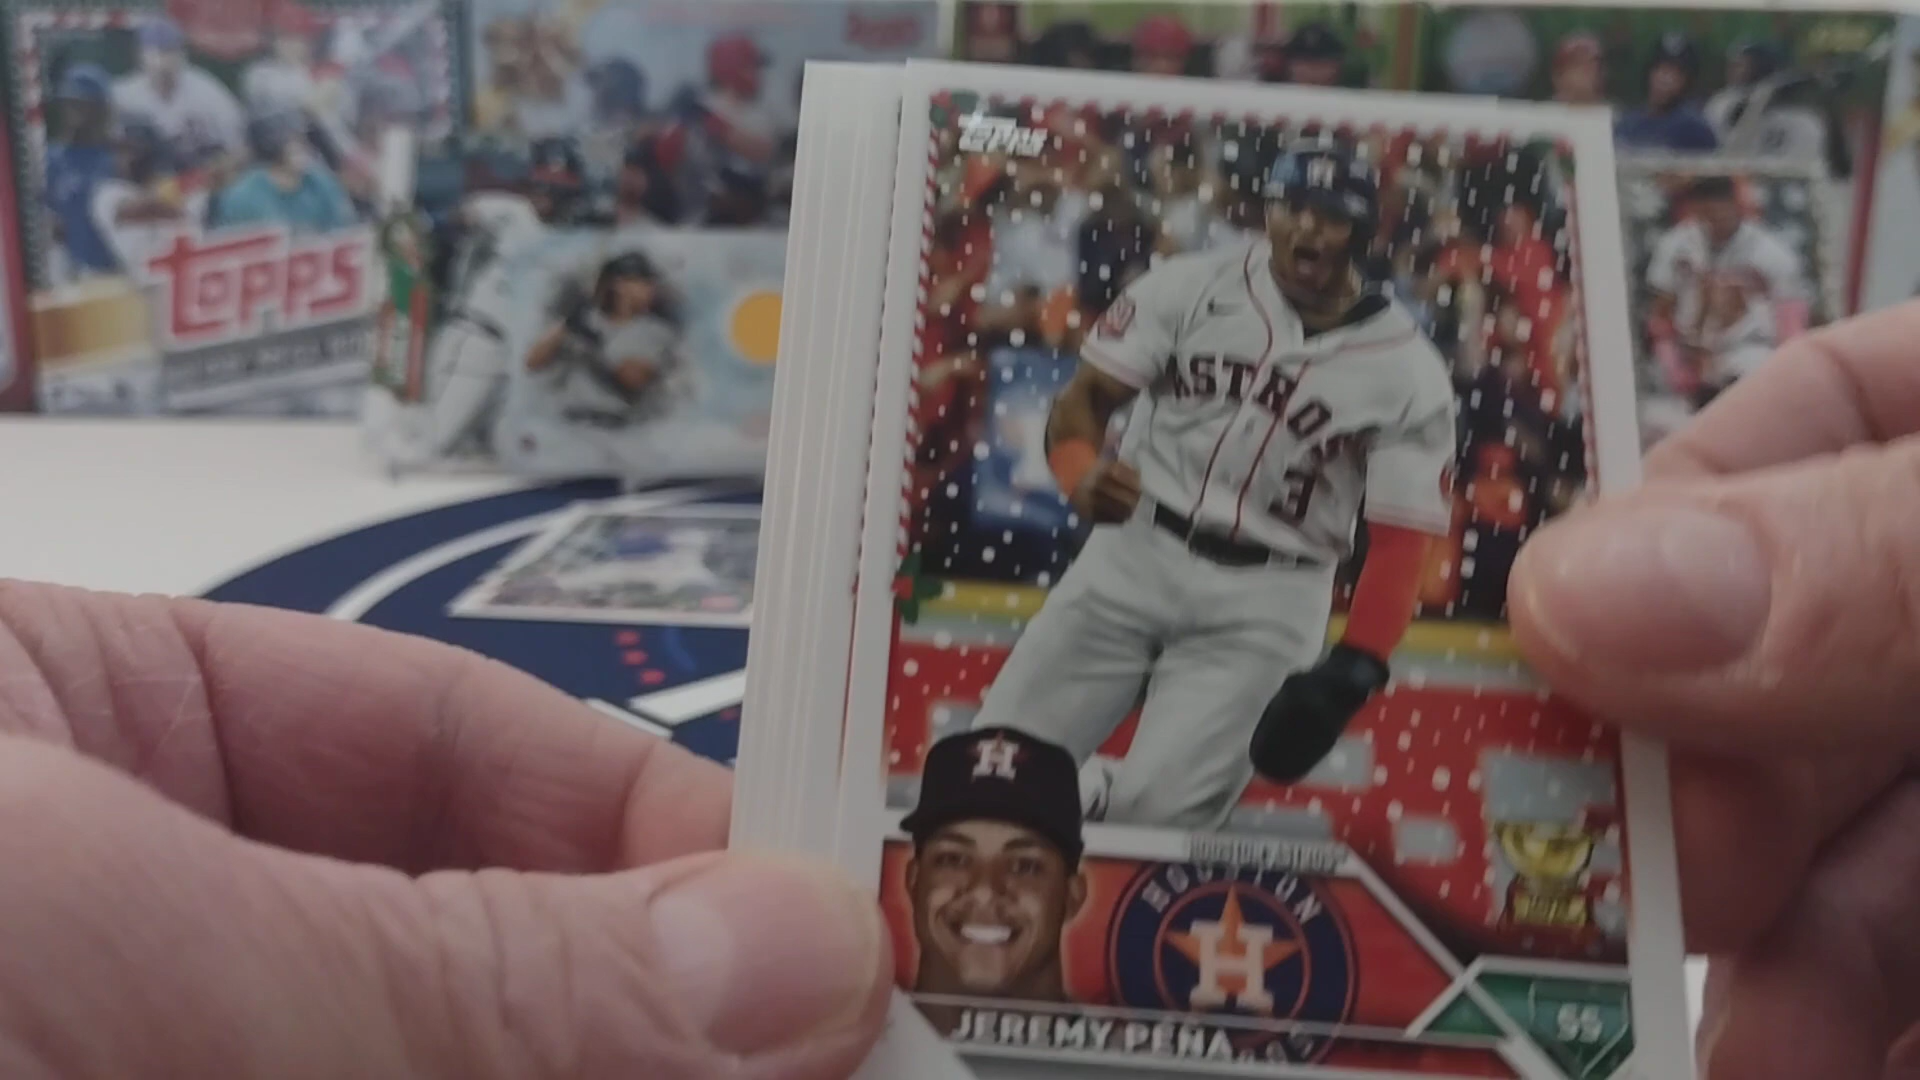 Topps
TOPPS
H
ASTROS
3
H
HOUSTON ASTROS
HOUSTON
H
SS
JEREMY PEÑA